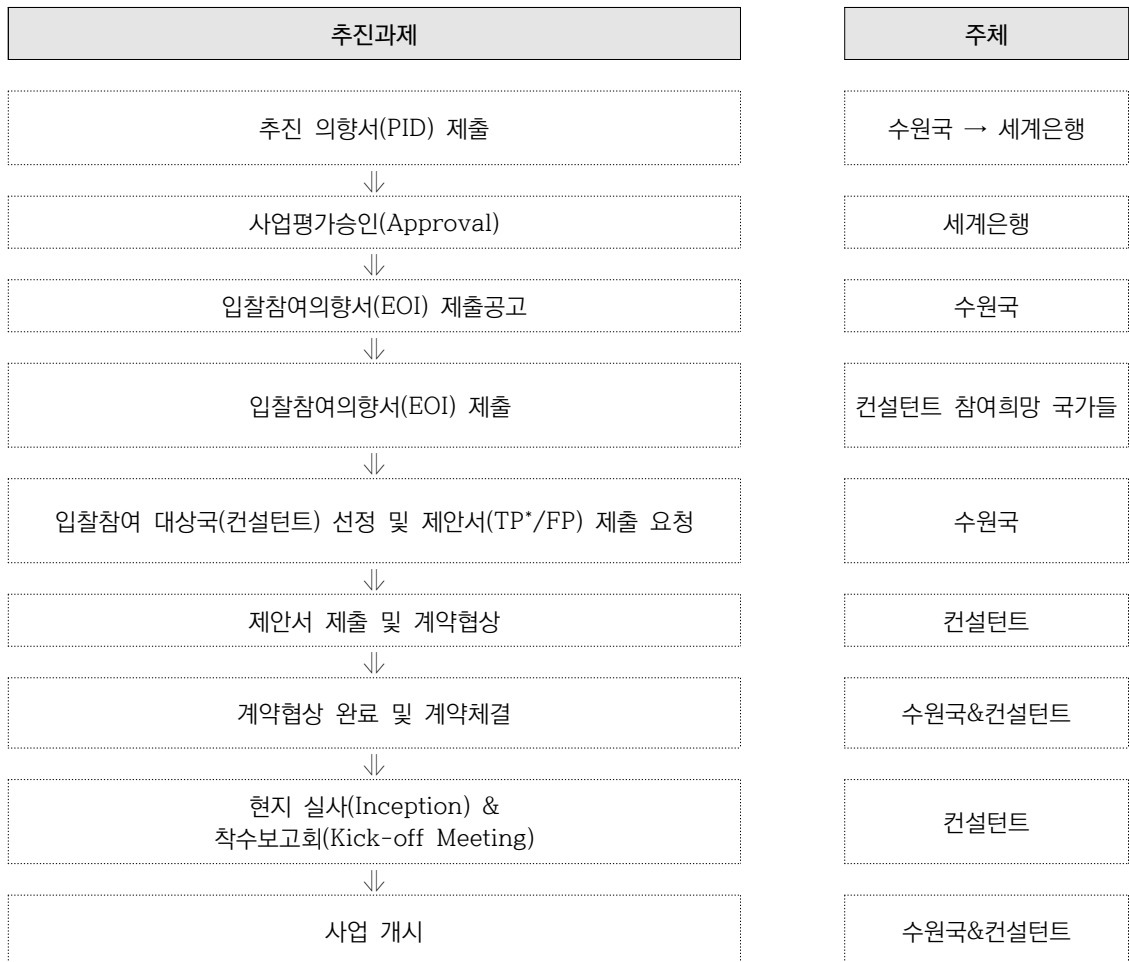 추진과제
주체
추진 의향서(PID) 제출
수원국 → 세계은행
⇓
사업평가승인(Approval)
세계은행
⇓
입찰참여의향서(EOI) 제출공고
수원국
⇓
입찰참여의향서(EOI) 제출
컨설턴트 참여희망 국가들
⇓
입찰참여 대상국(컨설턴트) 선정 및 제안서(TP*/FP) 제출 요청
수원국
⇓
제안서 제출 및 계약협상
컨설턴트
⇓
계약협상 완료 및 계약체결
수원국&컨설턴트
⇓
현지 실사(Inception) &
착수보고회(Kick-off Meeting)
컨설턴트
⇓
사업 개시
수원국&컨설턴트